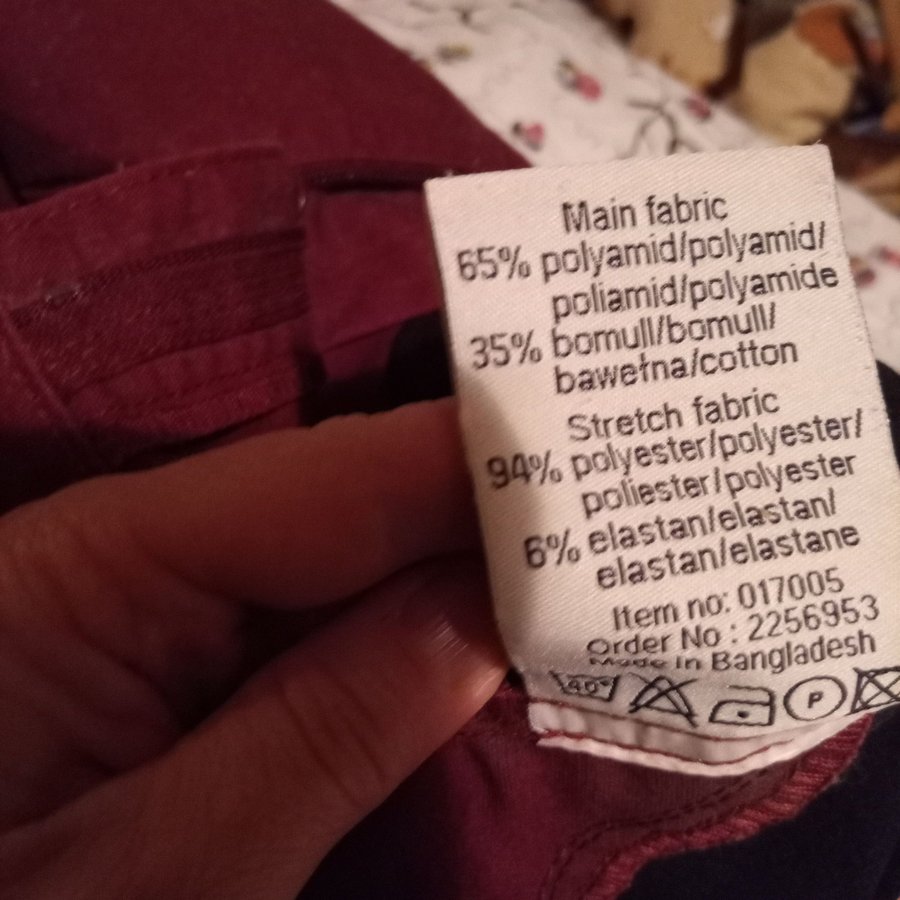 Main fabric
65% polyamid/polyamid/
poliamid/polyamide
35% bomull/bomull/
bawełna/cotton
Stretch fabric
94% polyester/polyester/
poliester/polyester
6% elastan/elastan/
elastan/elastane
Item no: 017005
Order No : 2256953
Made in Bangladesh
40° P